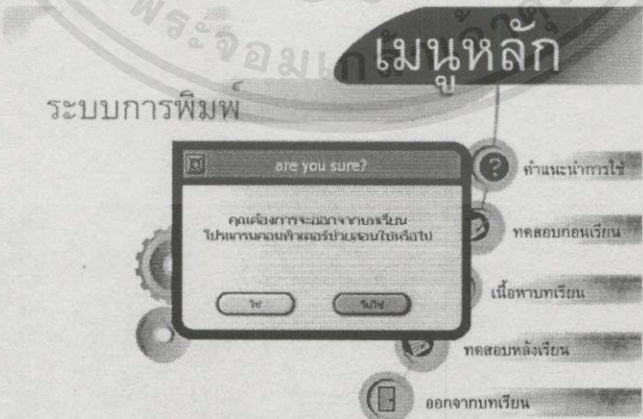 เมนูหลัก
ระบบการพิมพ์
are you sure?
คุณต้องการจะออกจากบทเรียน
โปรแกรมคอมพิวเตอร์ช่วยสอนใช่หรือไม่
ใช่
ไม่ใช่
คำแนะนำการใช้
ทดสอบก่อนเรียน
เนื้อหาบทเรียน
ทดสอบหลังเรียน
ออกจากบทเรียน